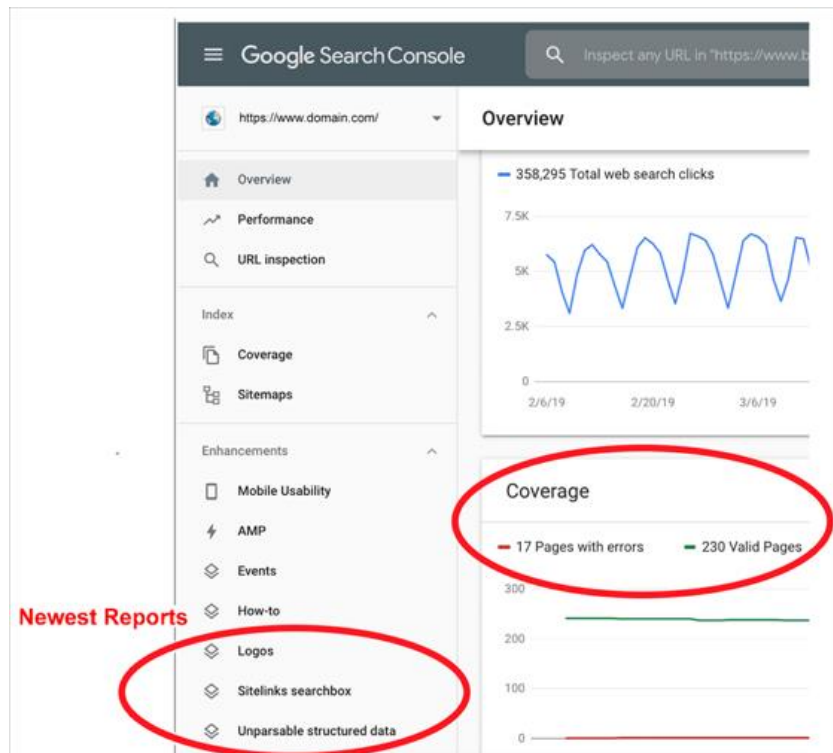 Google Search Console
Inspect any URL in "https://www.b
https://www.domain.com/
Overview
Performance
URL inspection
Index
Coverage
Sitemaps
Enhancements
Mobile Usability
AMP
Events
How-to
Newest Reports
Logos
Sitelinks searchbox
Unparsable structured data
Overview
358,295 Total web search clicks
7.5K
5K
2.5K
0
2/6/19 2/20/19 3/6/19
Coverage
17 Pages with errors 230 Valid Pages
300
200
100
0